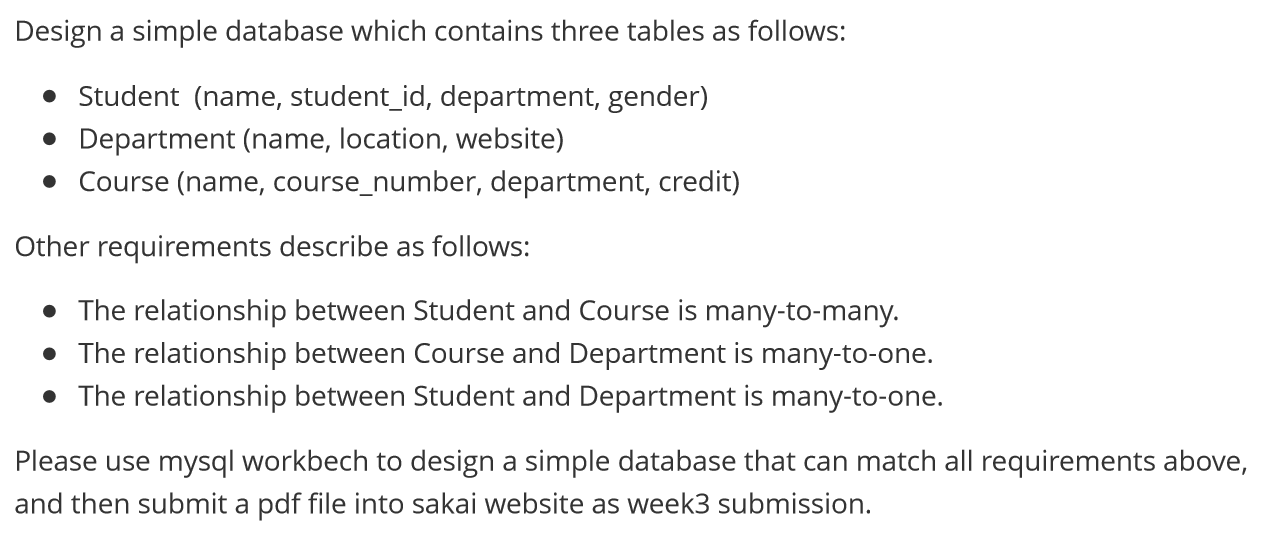 Design a simple database which contains three tables as follows:
● Student (name, student_id, department, gender)
● Department (name, location, website)
● Course (name, course_number, department, credit)
Other requirements describe as follows:
● The relationship between Student and Course is many-to-many.
● The relationship between Course and Department is many-to-one.
● The relationship between Student and Department is many-to-one.
Please use mysql workbech to design a simple database that can match all requirements above,
and then submit a pdf file into sakai website as week3 submission.